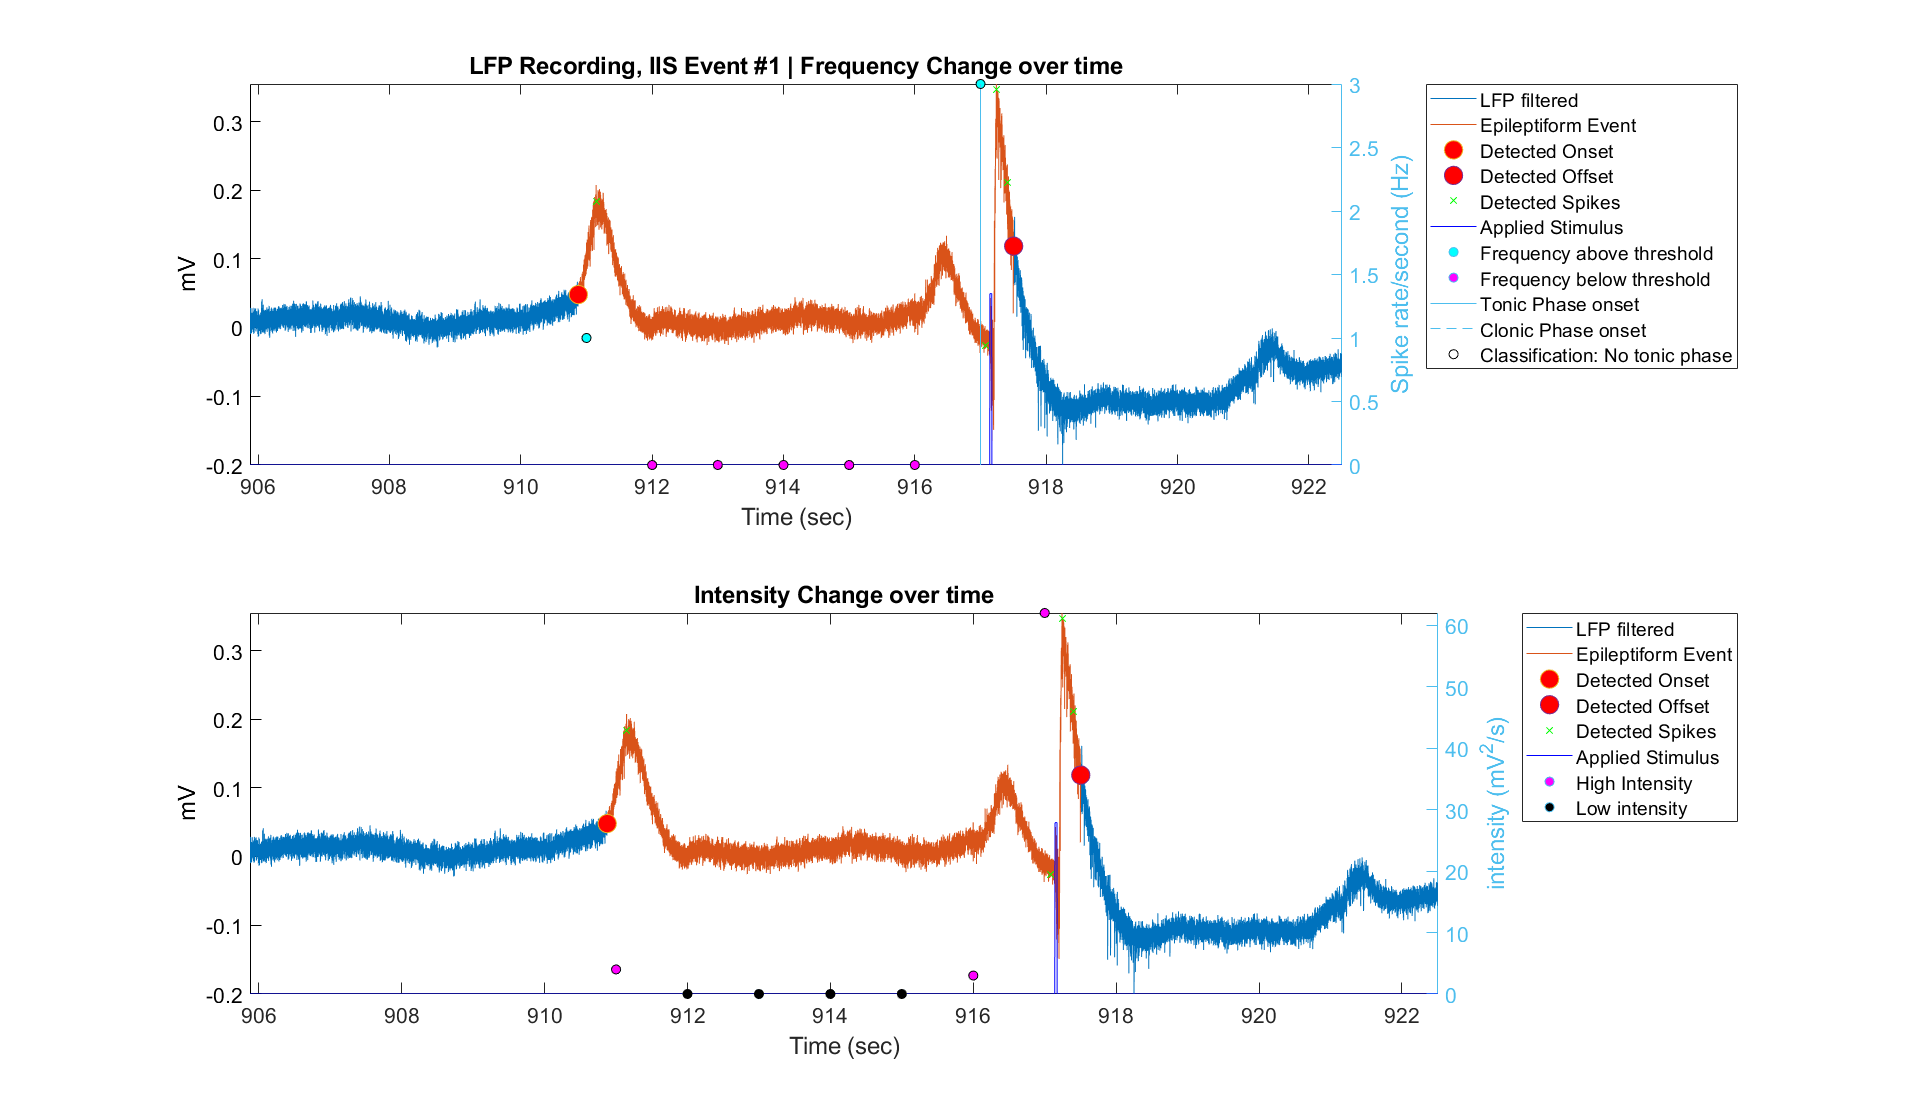 LFP Recording, IIS Event #1 | Frequency Change over time
mV
0.3
0.2
0.1
0
-0.1
-0.2
906 908 910 912 914 916 918 920 922
Time (sec)
3
2.5
2
1.5
1
0.5
0
Spike rate/second (Hz)
LFP filtered
Epileptiform Event
Detected Onset
Detected Offset
Detected Spikes
Applied Stimulus
Frequency above threshold
Frequency below threshold
Tonic Phase onset
Clonic Phase onset
Classification: No tonic phase
Intensity Change over time
mV
0.3
0.2
0.1
0
-0.1
-0.2
906 908 910 912 914 916 918 920 922
Time (sec)
60
50
40
30
20
10
0
intensity (mV²/s)
LFP filtered
Epileptiform Event
Detected Onset
Detected Offset
Detected Spikes
Applied Stimulus
High Intensity
Low intensity